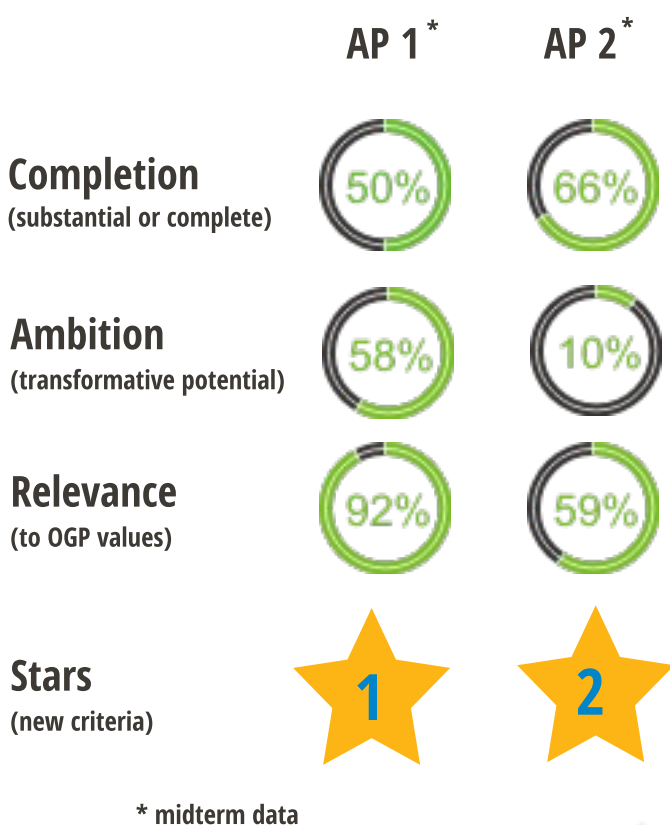 AP 1 * AP 2 *
Completion
(substantial or complete)
50% 66%
Ambition
(transformative potential)
58% 10%
Relevance
(to OGP values)
92% 59%
Stars
(new criteria)
1 2
* midterm data